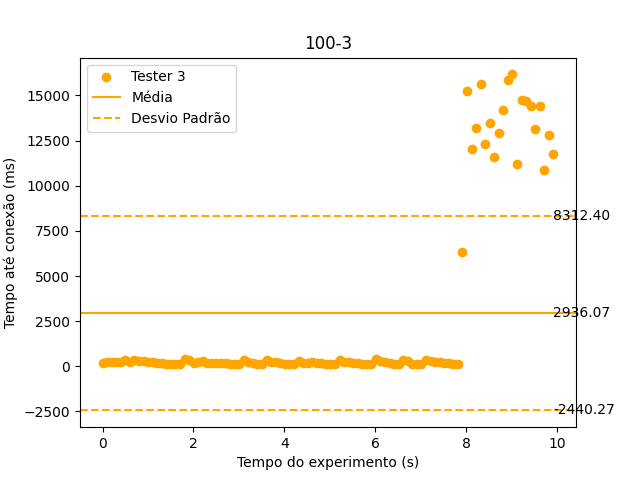 100-3
Tester 3
Média
Desvio Padrão
15000
12500
10000
7500
5000
2500
0
−2500
8312.40
2936.07
-2440.27
0 2 4 6 8 10
Tempo até conexão (ms)
Tempo do experimento (s)